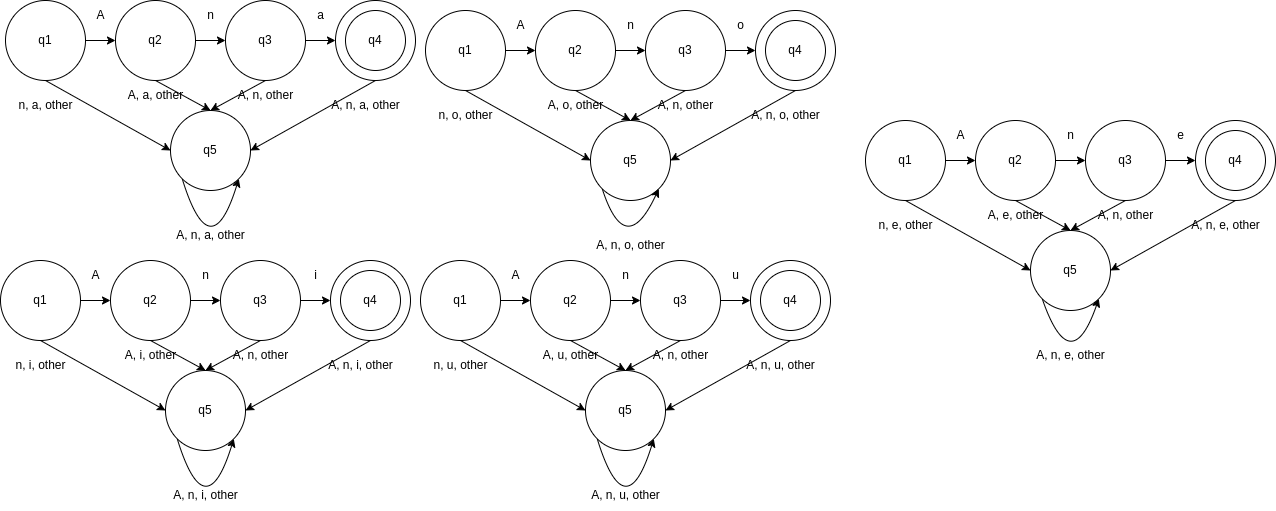 A n a
q1 q2 q3 q4
n, a, other A, a, other A, n, other A, n, a, other
q5
A, n, a, other
A n o
q1 q2 q3 q4
n, o, other A, o, other A, n, other A, n, o, other
q5
A, n, o, other
A n e
q1 q2 q3 q4
n, e, other A, e, other A, n, other A, n, e, other
q5
A, n, e, other
A n i
q1 q2 q3 q4
n, i, other A, i, other A, n, other A, n, i, other
q5
A, n, i, other
A n u
q1 q2 q3 q4
n, u, other A, u, other A, n, other A, n, u, other
q5
A, n, u, other